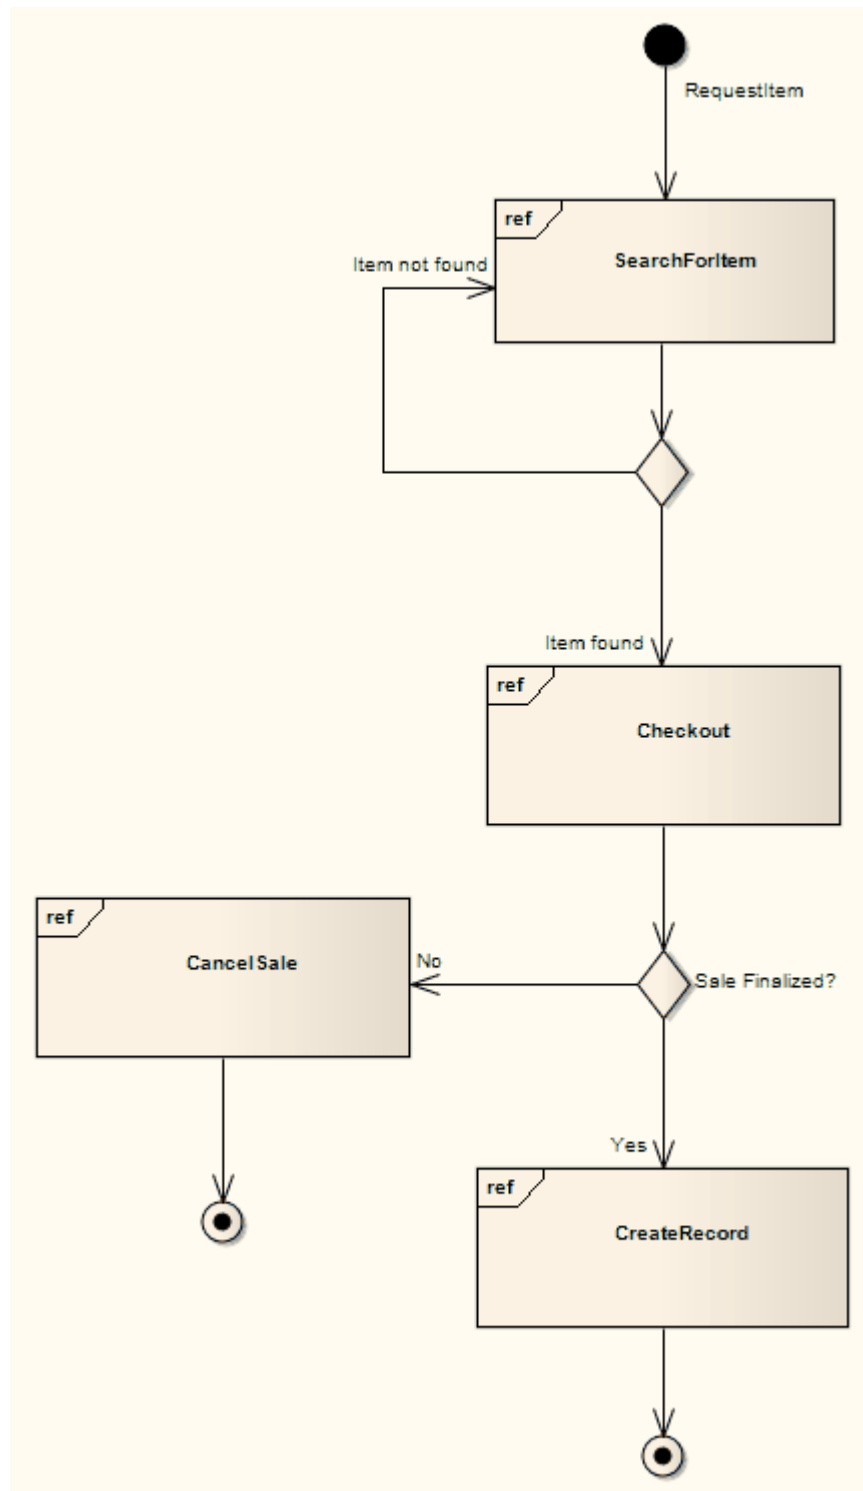 RequestItem
ref
SearchForItem
Item not found
Item found
ref
Checkout
ref
CancelSale
No
Sale Finalized?
Yes
ref
CreateRecord